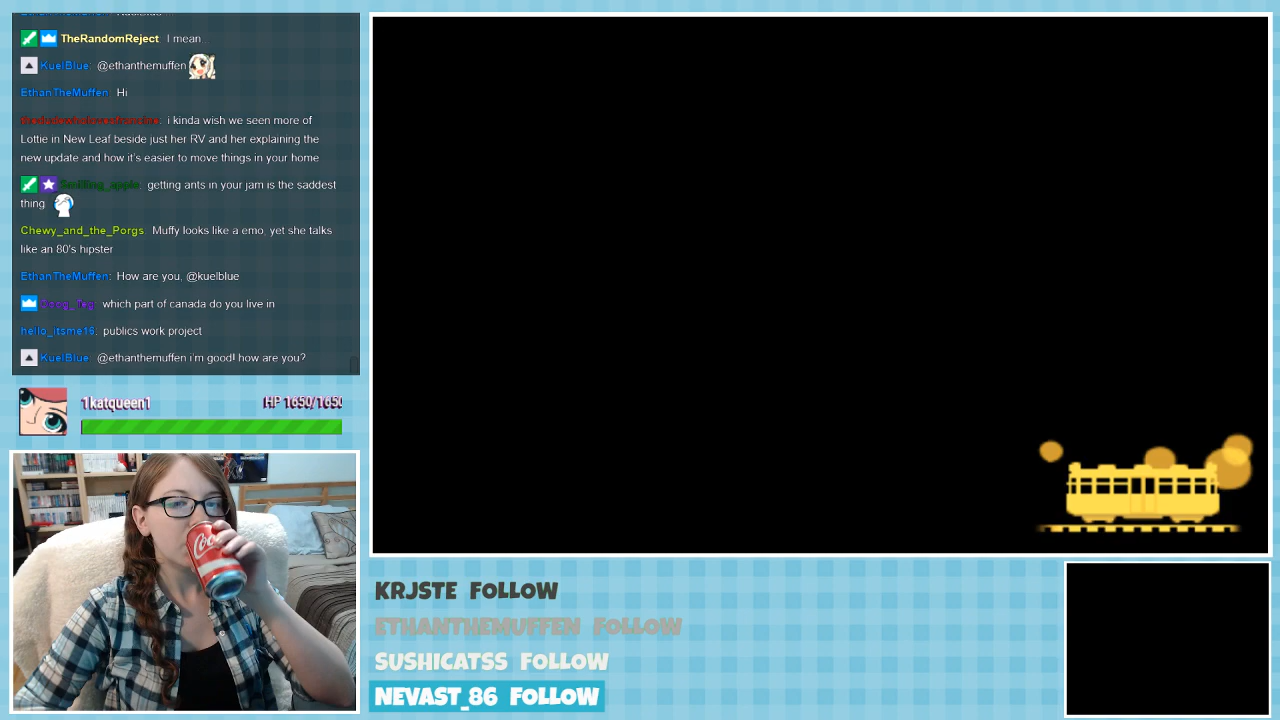 TheRandomReject I mean
KuelBlue: @ethanthemuffen
EthanTheMuffen Hi
: i kinda wish we seen more of
Lottie in New Leaf beside just her RV and her explaining the
new update and how it's easier to move things in your home
Smilling_apple getting ants in your jam is the saddest
thing
Chewy_and_the_Porgs Muffy looks like a emo, yet she talks
like an 80's hipster
EthanTheMuffen: How are you, @kuelblue
which part of canada do you live in
hello_itsme16: publics work project
KuelBlue @ethanthemuffen i'm good! how are you?
1katqueen1 HP 1650/1650
Coc
KRJSTE FOLLOW
ETHANTHEMUFFEN FOLLOW
SUSHICATSS FOLLOW
NEVAST_86 FOLLOW